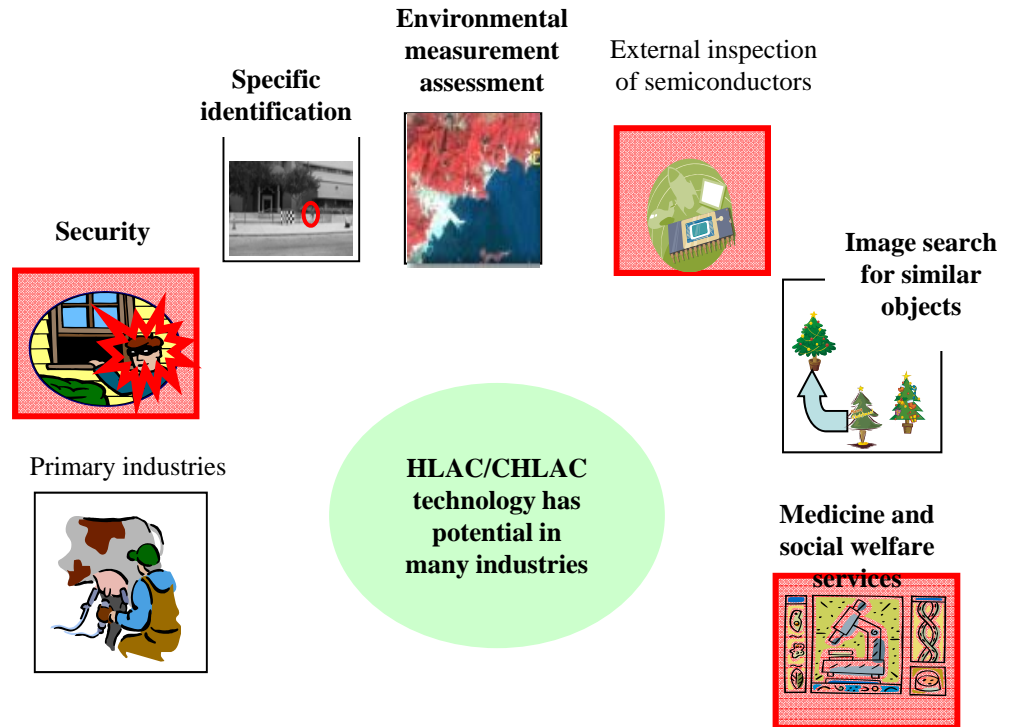 Environmental
measurement
assessment
External inspection
of semiconductors
Specific
identification
Security
Image search
for similar
objects
Primary industries
HLAC/CHLAC
technology has
potential in
many industries
Medicine and
social welfare
services